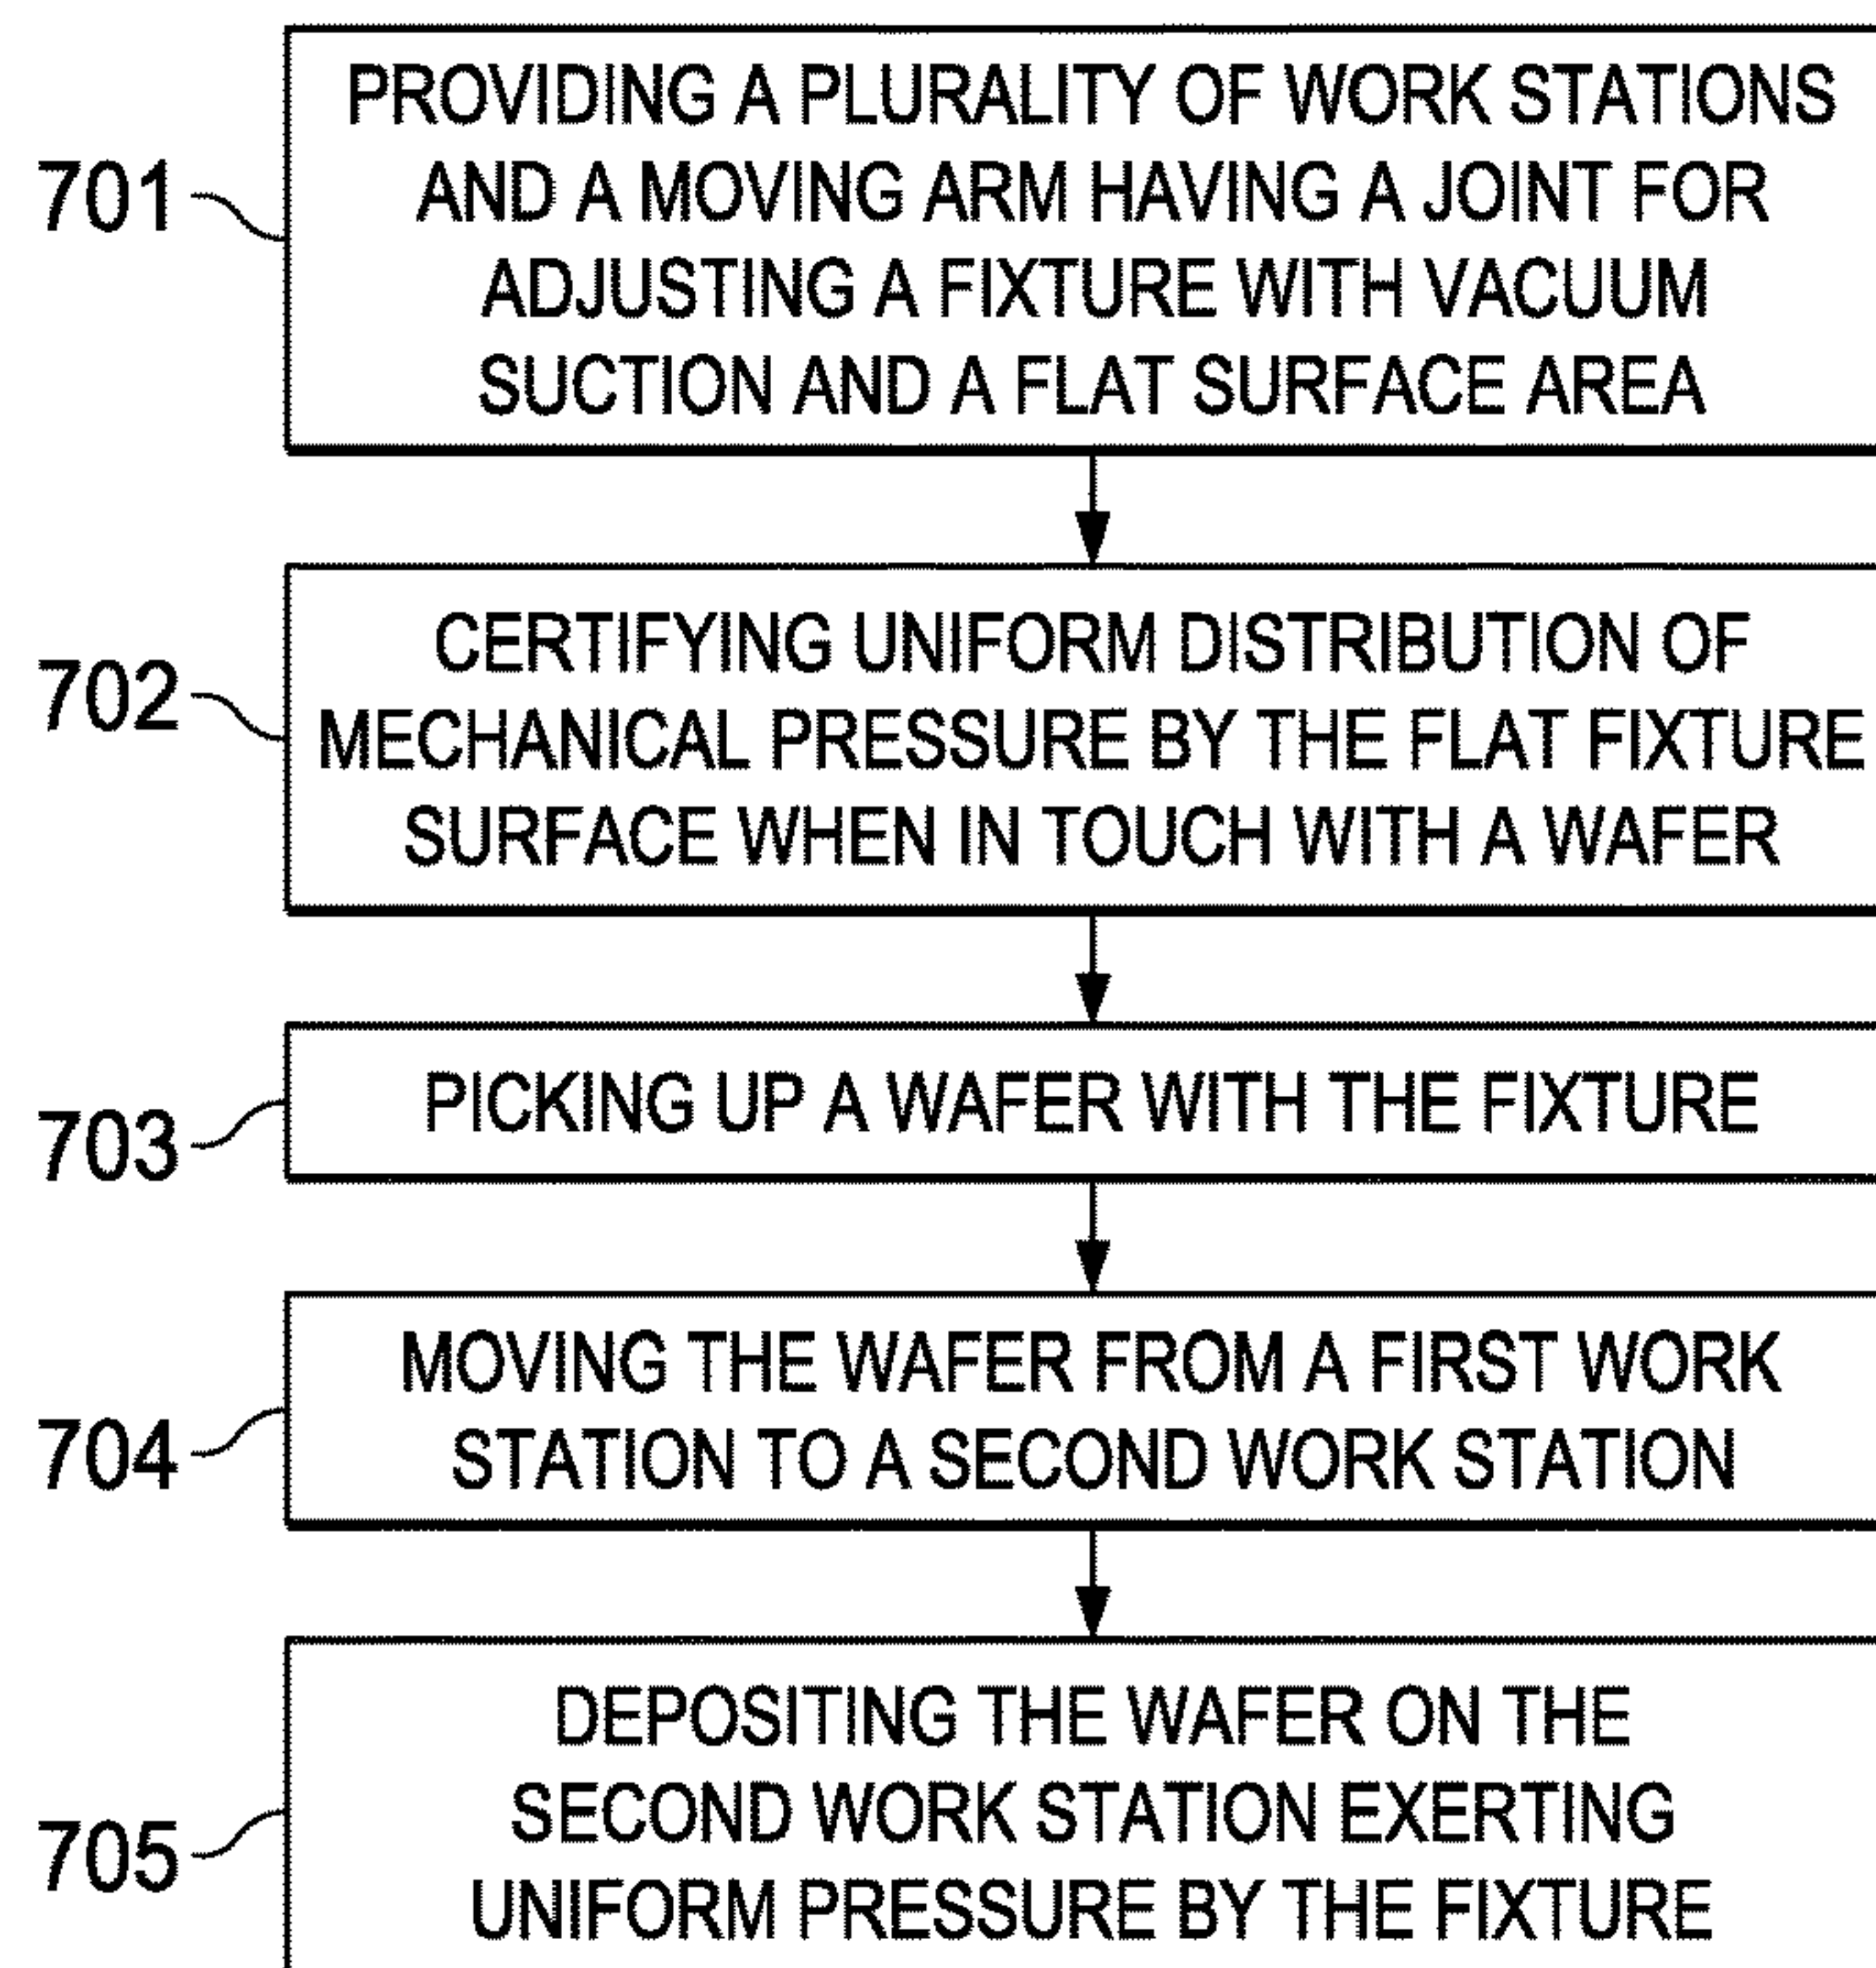 701
PROVIDING A PLURALITY OF WORK STATIONS
AND A MOVING ARM HAVING A JOINT FOR
ADJUSTING A FIXTURE WITH VACUUM
SUCTION AND A FLAT SURFACE AREA
702
CERTIFYING UNIFORM DISTRIBUTION OF
MECHANICAL PRESSURE BY THE FLAT FIXTURE
SURFACE WHEN IN TOUCH WITH A WAFER
703
PICKING UP A WAFER WITH THE FIXTURE
704
MOVING THE WAFER FROM A FIRST WORK
STATION TO A SECOND WORK STATION
705
DEPOSITING THE WAFER ON THE
SECOND WORK STATION EXERTING
UNIFORM PRESSURE BY THE FIXTURE